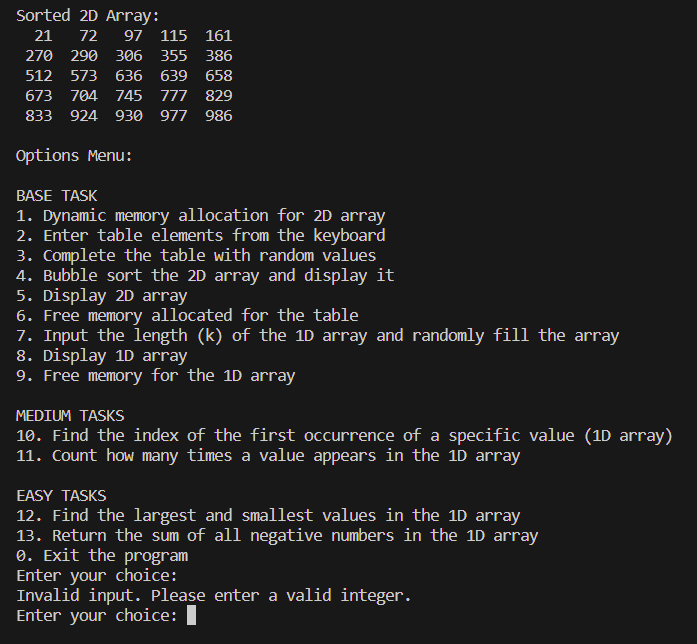 Sorted 2D Array:
21 72 97 115 161
270 290 306 355 386
512 573 636 639 658
673 704 745 777 829
833 924 930 977 986
Options Menu:
BASE TASK
1. Dynamic memory allocation for 2D array
2. Enter table elements from the keyboard
3. Complete the table with random values
4. Bubble sort the 2D array and display it
5. Display 2D array
6. Free memory allocated for the table
7. Input the length (k) of the 1D array and randomly fill the array
8. Display 1D array
9. Free memory for the 1D array
MEDIUM TASKS
10. Find the index of the first occurrence of a specific value (1D array)
11. Count how many times a value appears in the 1D array
EASY TASKS
12. Find the largest and smallest values in the 1D array
13. Return the sum of all negative numbers in the 1D array
0. Exit the program
Enter your choice:
Invalid input. Please enter a valid integer.
Enter your choice: